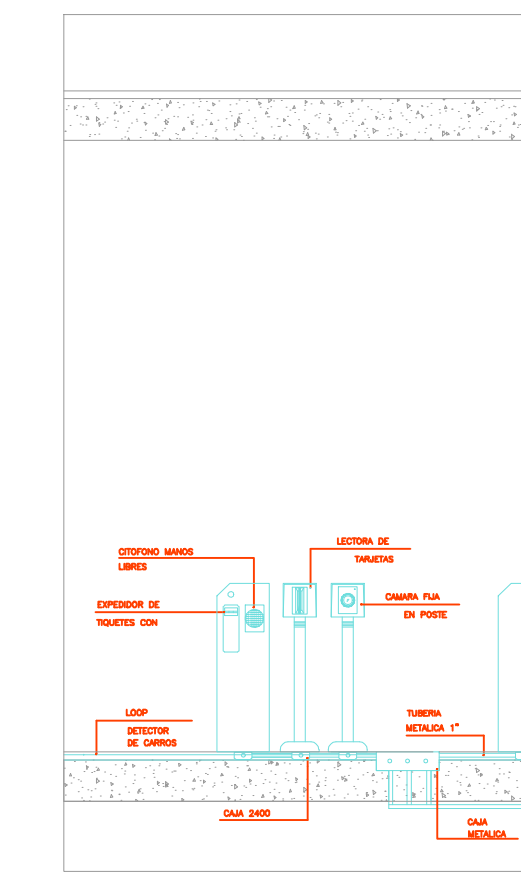 LECTORA DE
TARJETAS
CITOFONO MANOS
LIBRES
CAMARA FIJA
EN POSTE
EXPEDIDOR DE
TIQUETES CON
LOOP
DETECTOR
DE CARROS
TUBERIA
METALICA 1"
CAJA 2400
CAJA
METALICA